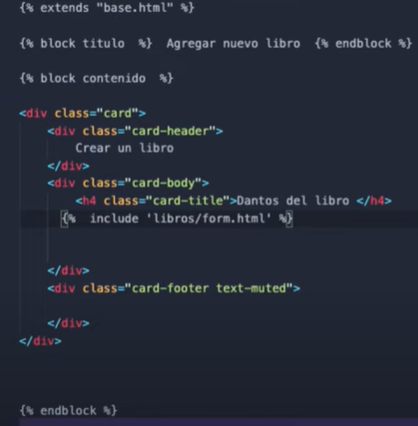 {% extends "base.html" %}
{% block titulo  %}  Agregar nuevo libro  {% endblock %}
{% block contenido  %}
<div class="card">
<div class="card-header">
Crear un libro
</div>
<div class="card-body">
<h4 class="card-title">Dantos del libro </h4>
{%  include 'libros/form.html' %}
</div>
<div class="card-footer text-muted">
</div>
</div>
{% endblock %}